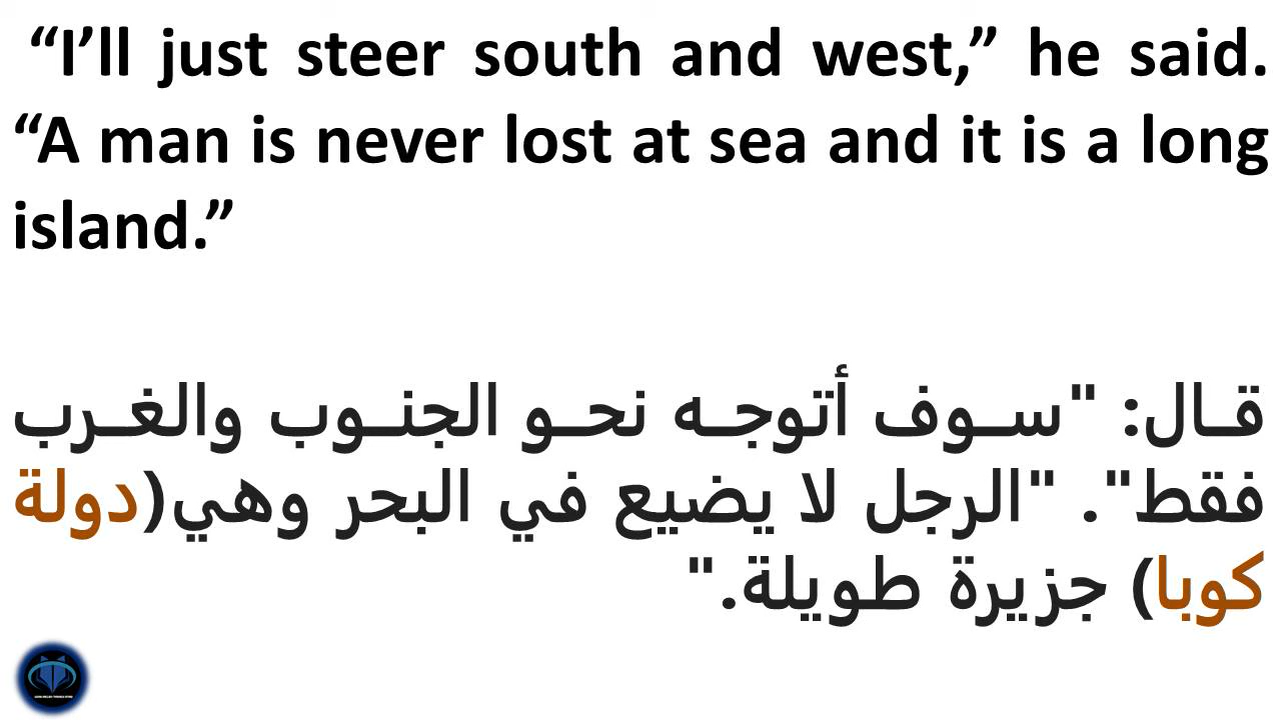 “I’ll just steer south and west,” he said.
“A man is never lost at sea and it is a long
island.”
قـال: "سـوف أتوجـه نحـو الجنـوب والغـرب
فقط". "الرجل لا يضيع في البحر وهي(دولة
كوبا) جزيرة طويلة."